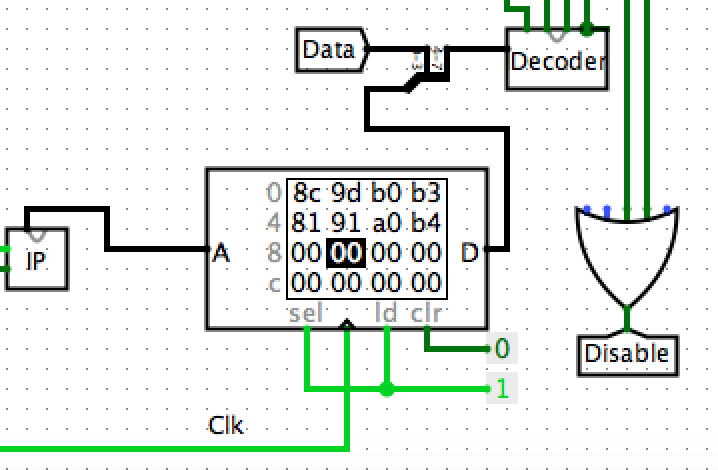 Data
Decoder
0 8c 9d b0 b3
4 81 91 a0 b4
8 00 00 00 00
c 00 00 00 00
A
D
IP
sel
ld
clr
0
1
Disable
Clk